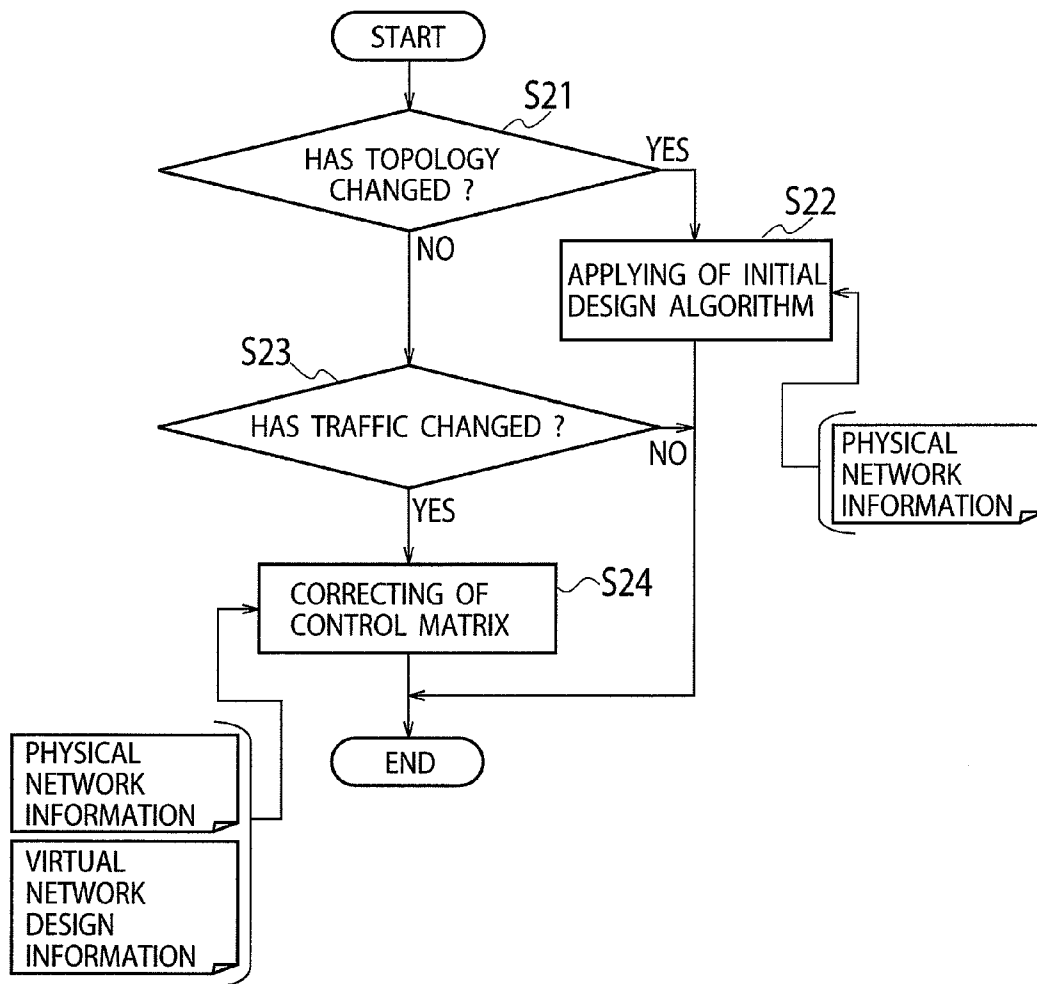 START
S21
HAS TOPOLOGY
CHANGED ?
YES
NO
S22
APPLYING OF INITIAL
DESIGN ALGORITHM
PHYSICAL
NETWORK
INFORMATION
S23
HAS TRAFFIC CHANGED ?
NO
YES
S24
CORRECTING OF
CONTROL MATRIX
END
PHYSICAL
NETWORK
INFORMATION
VIRTUAL
NETWORK
DESIGN
INFORMATION